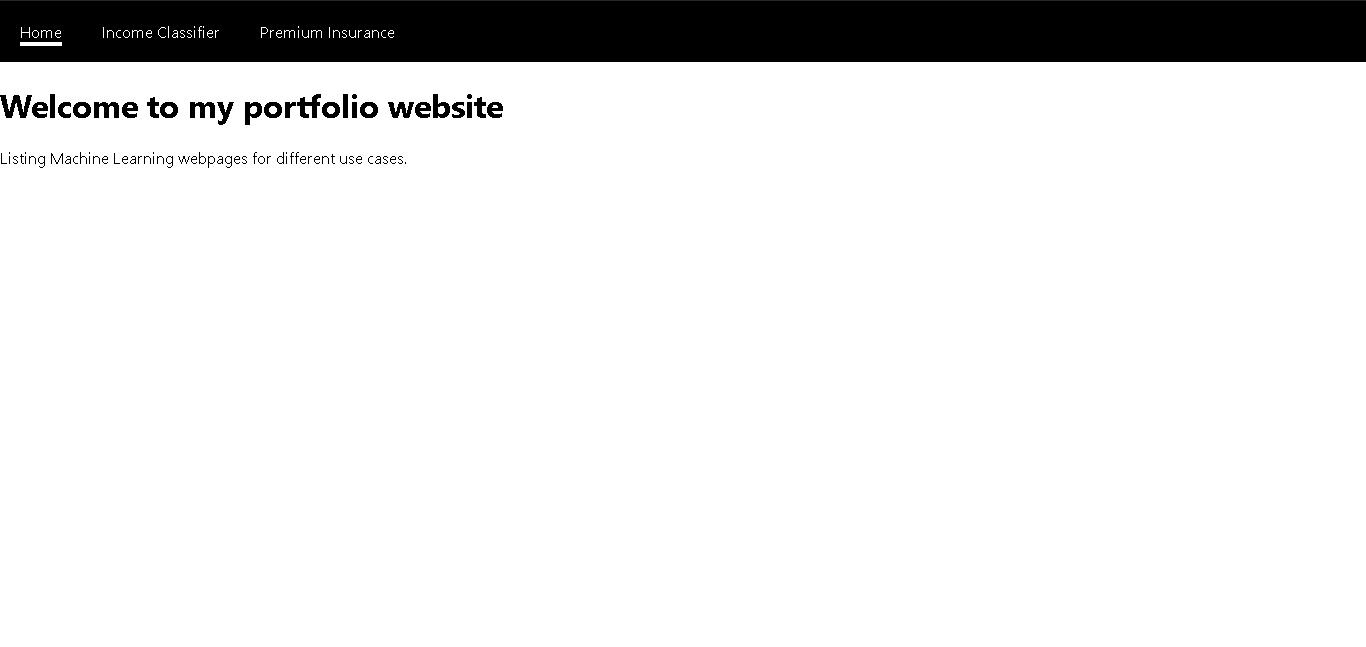 Home Income Classifier Premium Insurance
Welcome to my portfolio website
Listing Machine Learning webpages for different use cases.